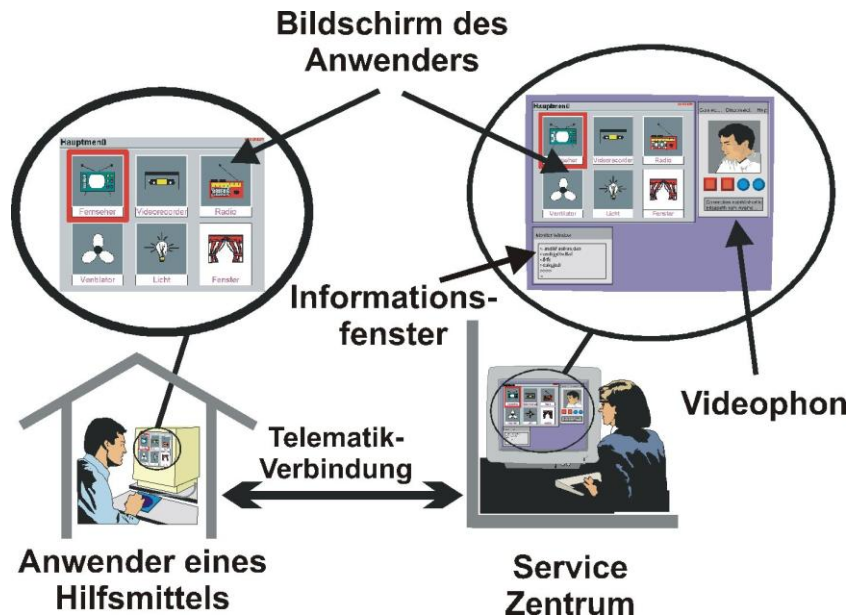 Bildschirm des
Anwenders
Hauptmenü
Fernseher
Videorecorder
Radio
Ventilator
Licht
Fenster
Hauptmenü
Videorecorder
Radio
Ventilator
Licht
Fenster
Informations-
fenster
Videophon
Telematik-
Verbindung
Anwender eines
Hilfsmittels
Service
Zentrum